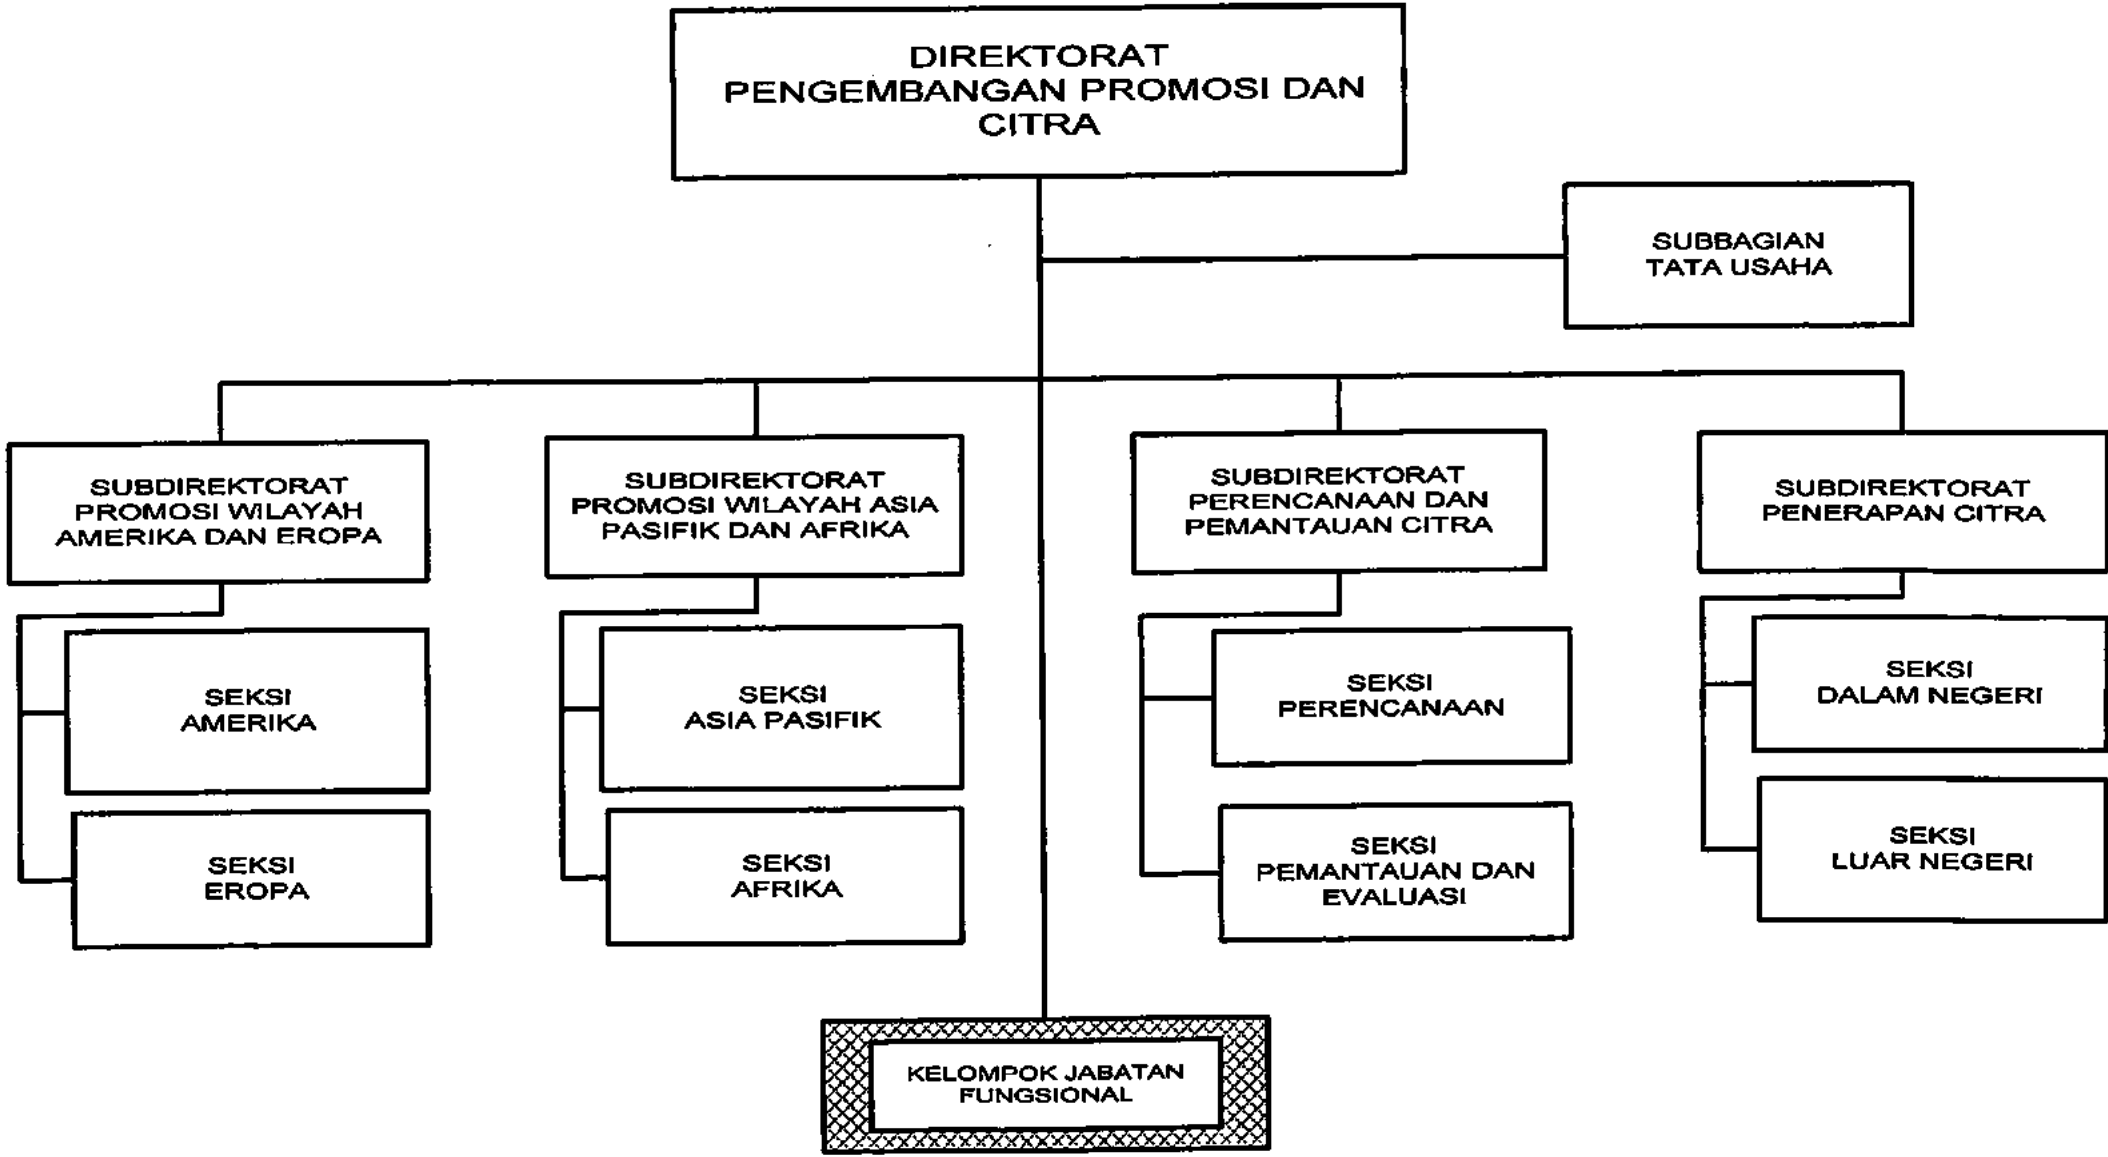 DIREKTORAT
PENGEMBANGAN PROMOSI DAN
CITRA
SUBBAGIAN
TATA USAHA
SUBDIREKTORAT
PROMOSI WILAYAH
AMERIKA DAN EROPA
SUBDIREKTORAT
PROMOSI WILAYAH ASIA
PASIFIK DAN AFRIKA
SUBDIREKTORAT
PERENCANAAN DAN
PEMANTAUAN CITRA
SUBDIREKTORAT
PENERAPAN CITRA
SEKSI
AMERIKA
SEKSI
ASIA PASIFIK
SEKSI
PERENCANAAN
SEKSI
DALAM NEGERI
SEKSI
EROPA
SEKSI
AFRIKA
SEKSI
PEMANTAUAN DAN
EVALUASI
SEKSI
LUAR NEGERI
KELOMPOK JABATAN
FUNGSIONAL